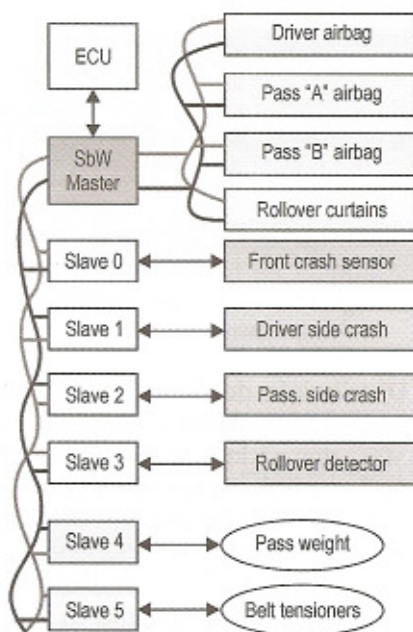 ECU
Driver airbag
Pass “A” airbag
SbW
Master
Pass “B” airbag
Rollover curtains
Slave 0
Front crash sensor
Slave 1
Driver side crash
Slave 2
Pass. side crash
Slave 3
Rollover detector
Slave 4
Pass weight
Slave 5
Belt tensioners